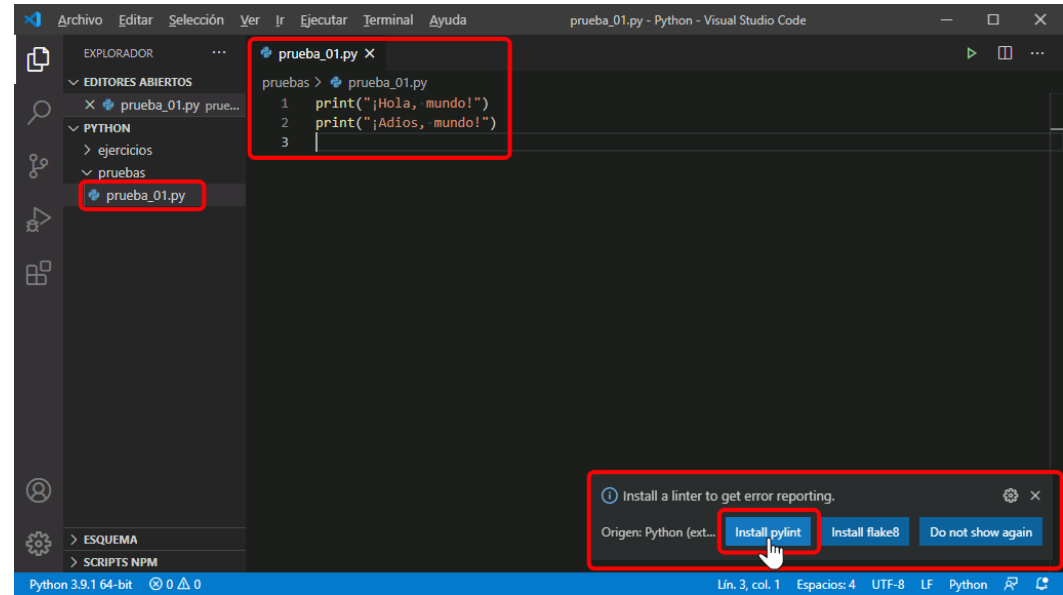 Archivo Editar Selección Ver Ir Ejecutar Terminal Ayuda prueba_01.py - Python - Visual Studio Code
EXPLORADOR ···
EDITORES ABIERTOS
prueba_01.py prue...
PYTHON
ejercicios
pruebas
prueba_01.py
ESQUEMA
SCRIPTS NPM
prueba_01.py
pruebas > prueba_01.py
1 print("¡Hola, mundo!")
2 print("¡Adios, mundo!")
3
Install a linter to get error reporting.
Origen: Python (ext... Install pylint Install flake8 Do not show again
Python 3.9.1 64-bit 0 0 Lín. 3, col. 1 Espacios: 4 UTF-8 LF Python